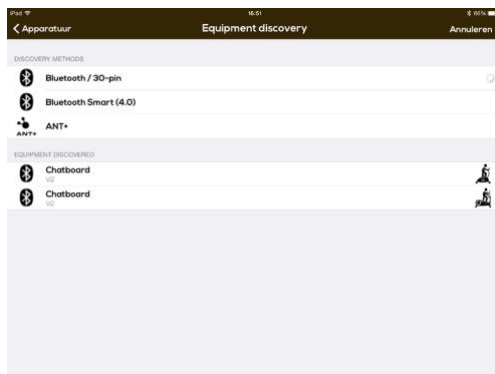 iPad
16:51
66%
Apparatuur
Equipment discovery
Annuleren
DISCOVERY METHODS
Bluetooth / 30-pin
Bluetooth Smart (4.0)
ANT+
ANT+
EQUIPMENT DISCOVERED
Chatboard
V2
Chatboard
V2